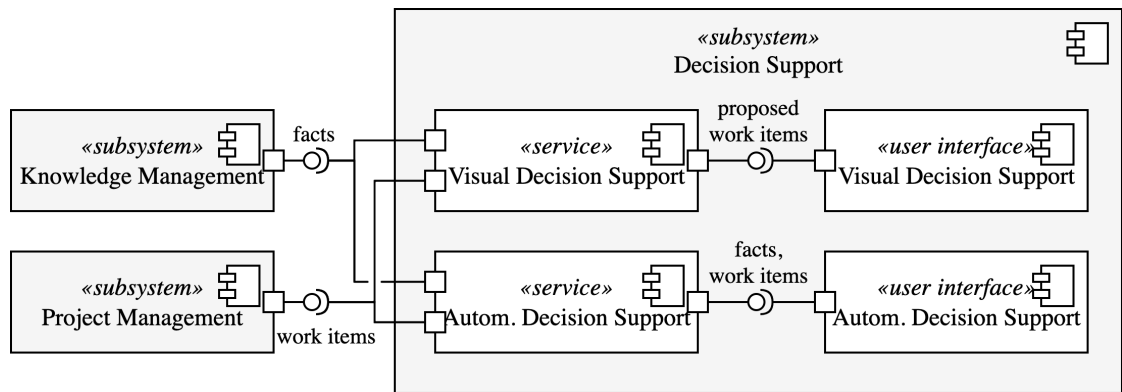 «subsystem»
Decision Support
«subsystem»
Knowledge Management
facts
«service»
Visual Decision Support
proposed
work items
«user interface»
Visual Decision Support
«subsystem»
Project Management
work items
«service»
Autom. Decision Support
facts,
work items
«user interface»
Autom. Decision Support